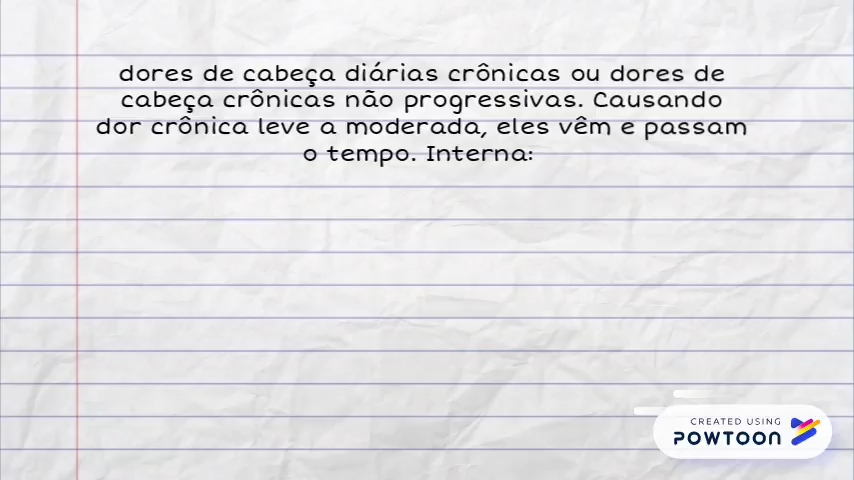 dores de cabeça diárias crônicas ou dores de
cabeça crônicas não progressivas. Causando
dor crônica leve a moderada, eles vêm e passam
o tempo. Interna:
CREATED USING
POWTOON